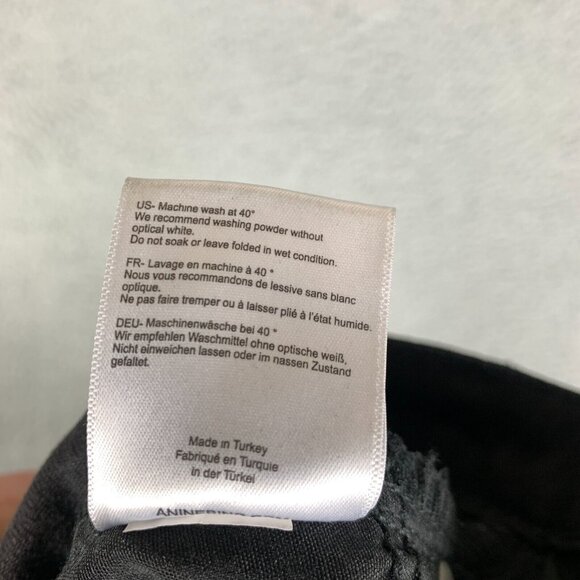 US- Machine wash at 40°
We recommend washing powder without
optical white.
Do not soak or leave folded in wet condition.
FR- Lavage en machine à 40 °
Nous vous recommandons de lessive sans blanc
optique.
Ne pas faire tremper ou à laisser plié à l'état humide.
DEU- Maschinenwäsche bei 40 °
Wir empfehlen Waschmittel ohne optische weiß,
Nicht einweichen lassen oder im nassen Zustand
gefaltet.
Made in Turkey
Fabriqué en Turquie
in der Türkei